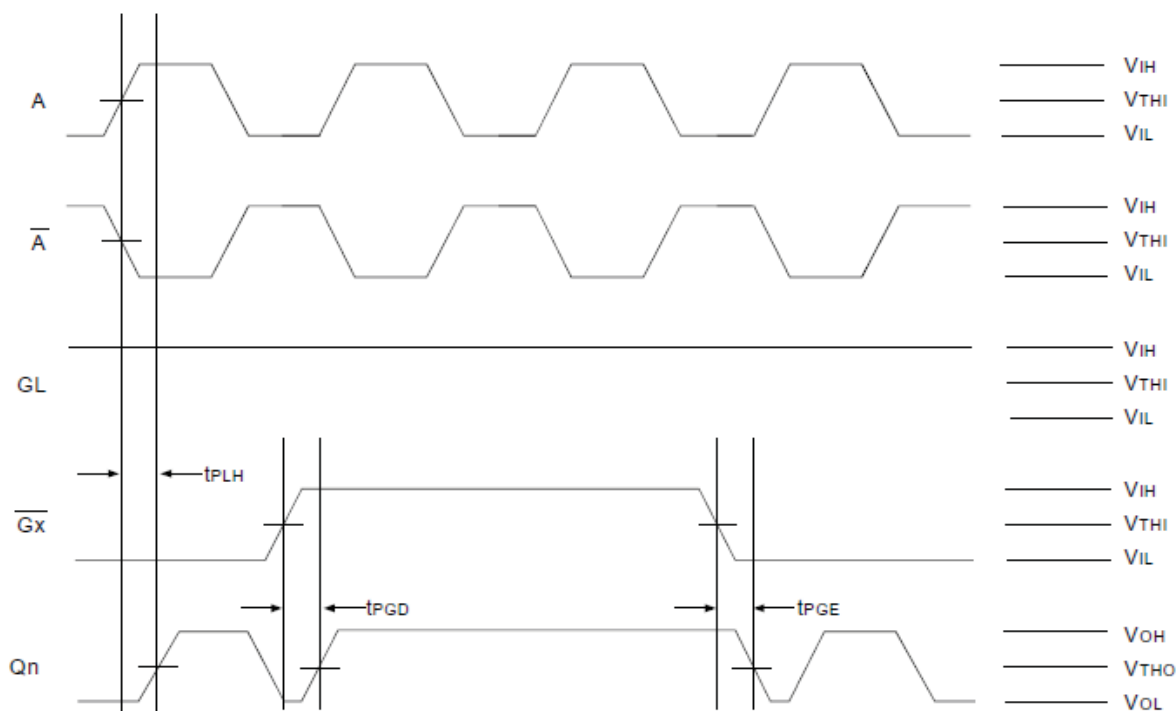 A
VIH
VTHI
VIL
A
VIH
VTHI
VIL
GL
VIH
VTHI
VIL
tPLH
Gx
VIH
VTHI
VIL
tPGD
tPGE
Qn
VOH
VTHO
VOL